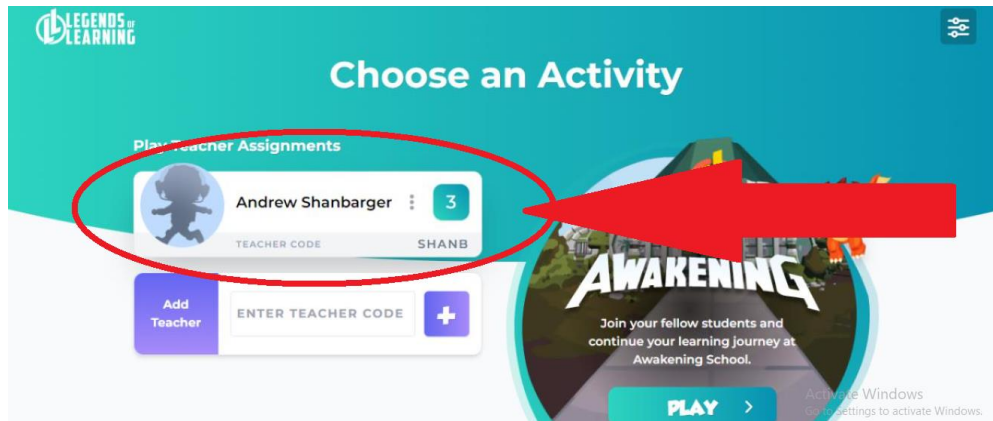 LEGENDS OF
LEARNING
Choose an Activity
Play Teacher Assignments
Andrew Shanbarger
3
TEACHER CODE
SHANB
Add
Teacher
ENTER TEACHER CODE
+
AWAKENING
Join your fellow students and
continue your learning journey at
Awakening School.
PLAY >
Activate Windows
Go to Settings to activate Windows.